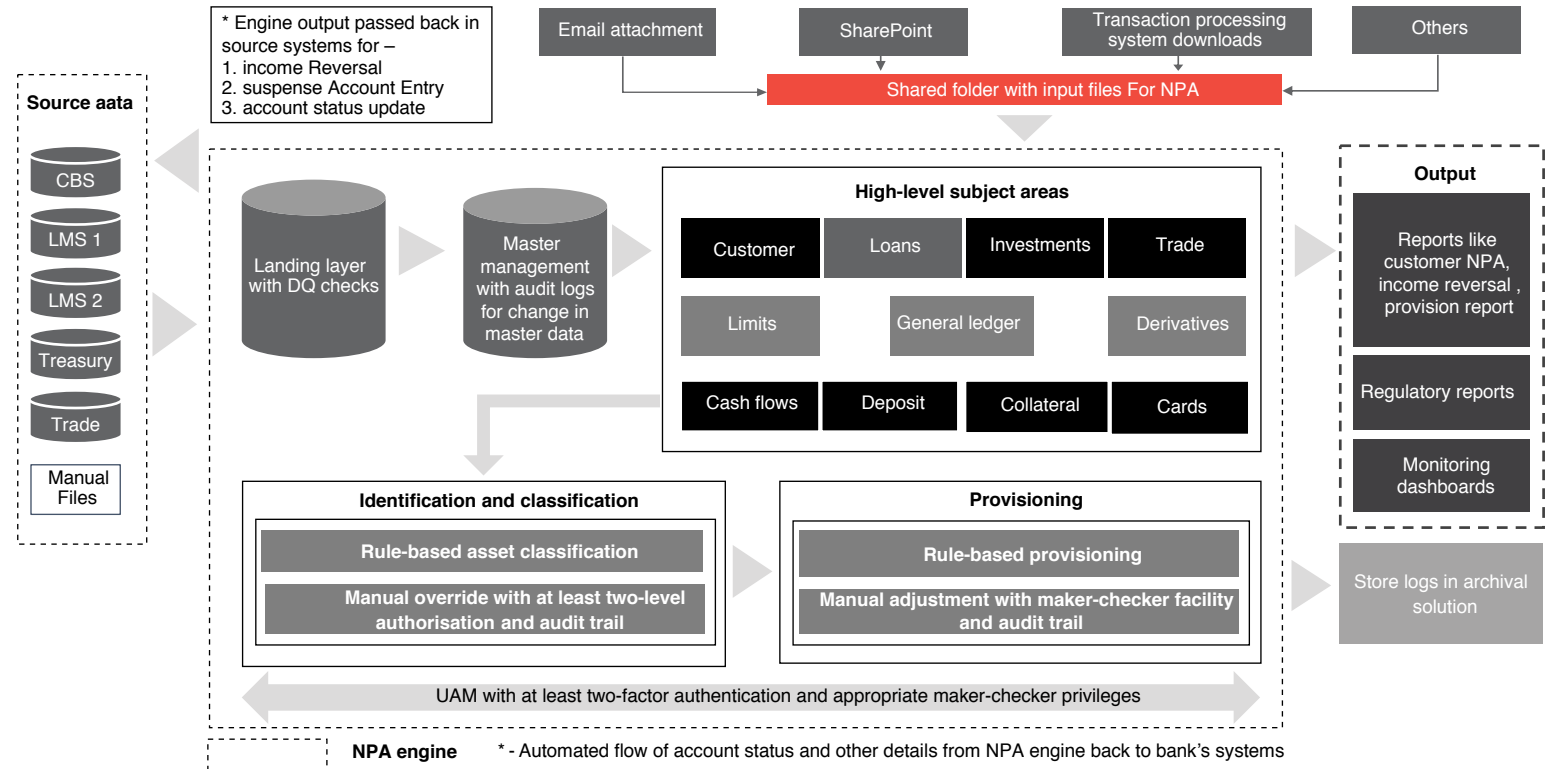 * Engine output passed back in
source systems for –
1. income Reversal
2. suspense Account Entry
3. account status update
Email attachment
SharePoint
Transaction processing
system downloads
Others
Shared folder with input files For NPA
Source aata
CBS
LMS 1
LMS 2
Treasury
Trade
Manual
Files
Landing layer
with DQ checks
Master
management
with audit logs
for change in
master data
High-level subject areas
Customer
Loans
Investments
Trade
Limits
General ledger
Derivatives
Cash flows
Deposit
Collateral
Cards
Identification and classification
Rule-based asset classification
Manual override with at least two-level
authorisation and audit trail
Provisioning
Rule-based provisioning
Manual adjustment with maker-checker facility
and audit trail
UAM with at least two-factor authentication and appropriate maker-checker privileges
Output
Reports like
customer NPA,
income reversal ,
provision report
Regulatory reports
Monitoring
dashboards
Store logs in archival
solution
NPA engine
* - Automated flow of account status and other details from NPA engine back to bank's systems